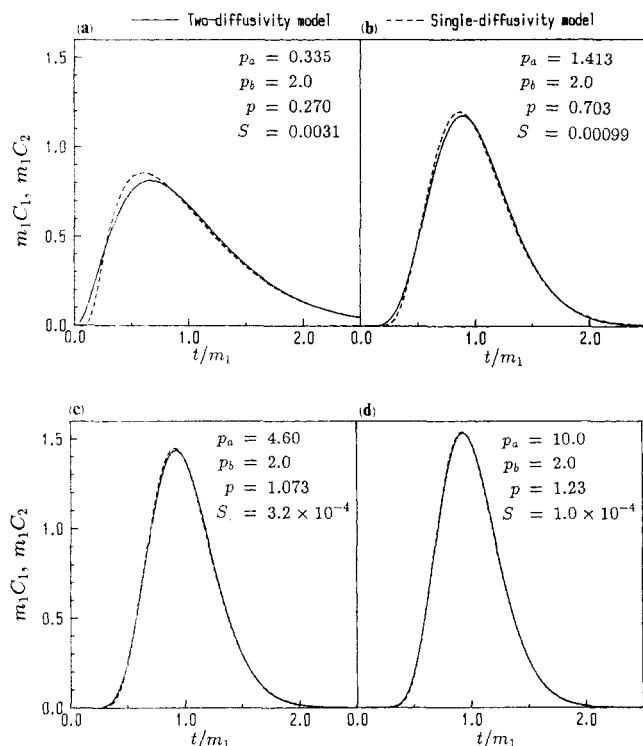 Two-diffusivity model Single-diffusivity model
(a)
p_a = 0.335
p_b = 2.0
p = 0.270
S = 0.0031
(b)
p_a = 1.413
p_b = 2.0
p = 0.703
S = 0.00099
m_1C_1, m_1C_2
1.5
1.0
0.5
0.0
0.0 1.0 2.0 0.0 1.0 2.0
t/m_1 t/m_1
(c)
p_a = 4.60
p_b = 2.0
p = 1.073
S = 3.2 × 10^{-4}
(d)
p_a = 10.0
p_b = 2.0
p = 1.23
S = 1.0 × 10^{-4}
m_1C_1, m_1C_2
1.5
1.0
0.5
0.0
0.0 1.0 2.0 0.0 1.0 2.0
t/m_1 t/m_1